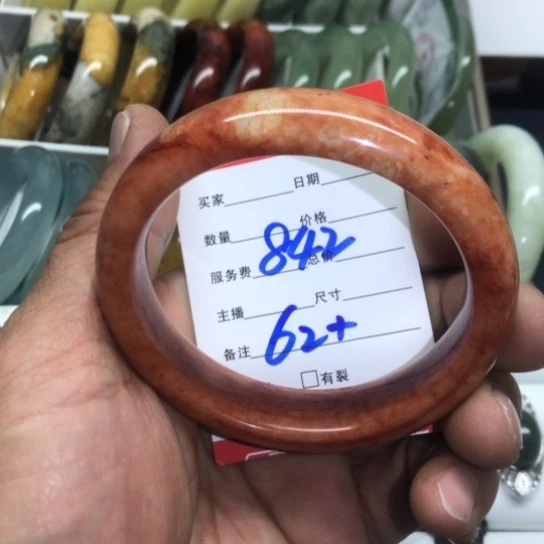 买家 日期
数量 价格
842
服务费 总价
主播 尺寸
62+
备注
□有裂